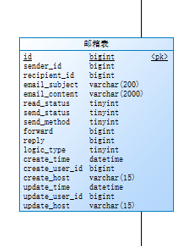 邮箱表
id bigint <pk>
sender_id bigint
recipient_id bigint
email_subject varchar(200)
email_content varchar(2000)
read_status tinyint
send_status tinyint
send_method tinyint
forward bigint
reply bigint
logic_type tinyint
create_time datetime
create_user_id bigint
create_host varchar(15)
update_time datetime
update_user_id bigint
update_host varchar(15)